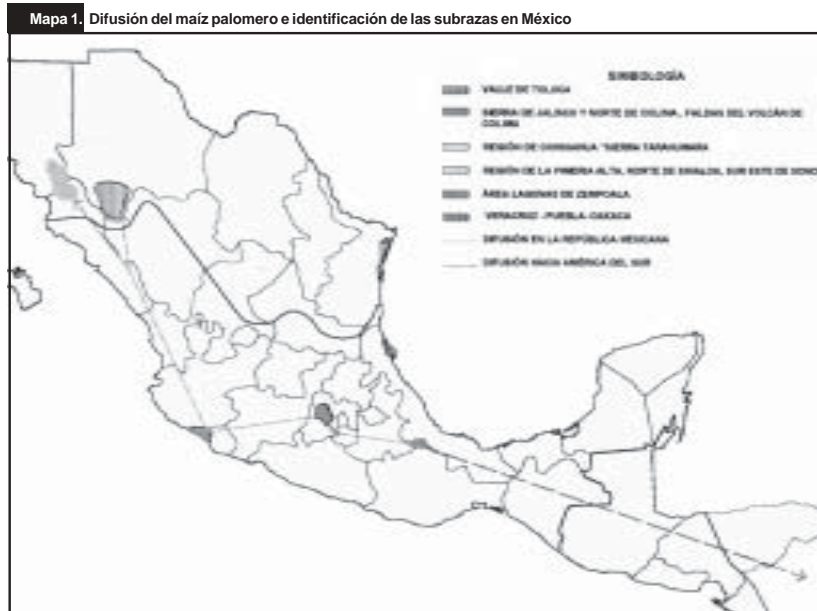 Mapa 1. Difusión del maíz palomero e identificación de las subrazas en México
SIMBOLOGÍA
VALLE DE TOLUCA
SIERRA DE JALISCO Y NORTE DE COLIMA, FALDAS DEL VOLCÁN DE
COLIMA
REGIÓN DE CHIHUAHUA "SIERRA TARAHUMARA
REGIÓN DE LA PIMERIA ALTA, NORTE DE SINALOA, SUR ESTE DE SONO
ÁREA LAGUNAS DE ZEMPOALA
VERACRUZ - PUEBLA- OAXACA
DIFUSIÓN EN LA REPÚBLICA MEXICANA
DIFUSIÓN HACIA AMÉRICA DEL SUR